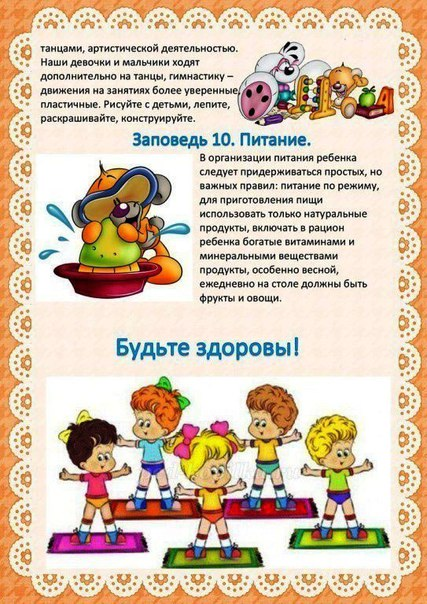 танцами, артистической деятельностью.
Наши девочки и мальчики ходят
дополнительно на танцы, гимнастику –
движения на занятиях более уверенные,
пластичные. Рисуйте с детьми, лепите,
раскрашивайте, конструируйте.
Заповедь 10. Питание.
В организации питания ребенка
следует придерживаться простых, но
важных правил: питание по режиму,
для приготовления пищи
использовать только натуральные
продукты, включать в рацион
ребенка богатые витаминами и
минеральными веществами
продукты, особенно весной,
ежедневно на столе должны быть
фрукты и овощи.
Будьте здоровы!